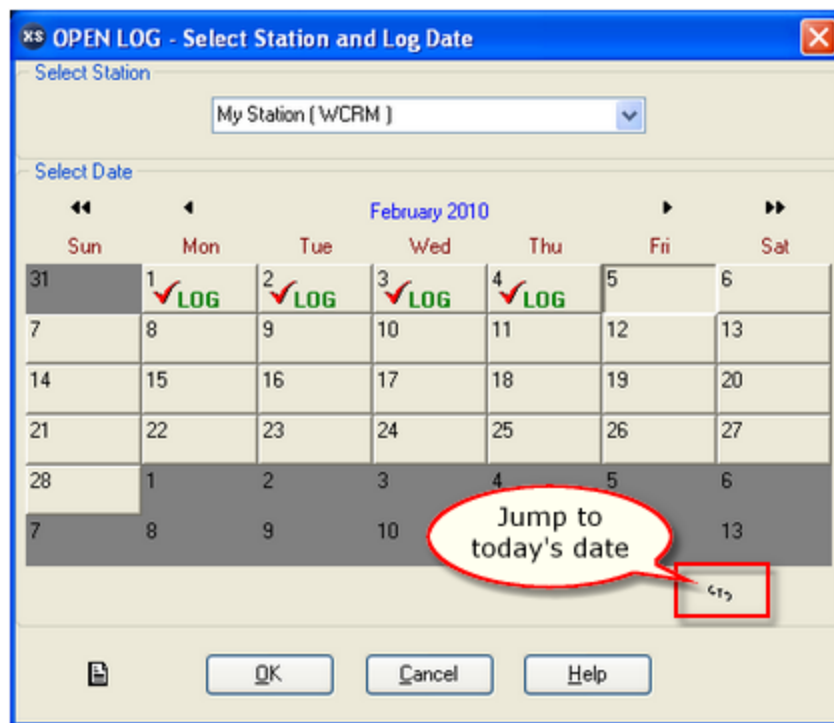 XS OPEN LOG - Select Station and Log Date
Select Station
My Station ( WCRM )
Select Date
February 2010
Sun Mon Tue Wed Thu Fri Sat
31 1 LOG 2 LOG 3 LOG 4 LOG 5 6
7 8 9 10 11 12 13
14 15 16 17 18 19 20
21 22 23 24 25 26 27
28 1 2 3 4 5 6
7 8 9 10 13
Jump to
today's date
OK Cancel Help